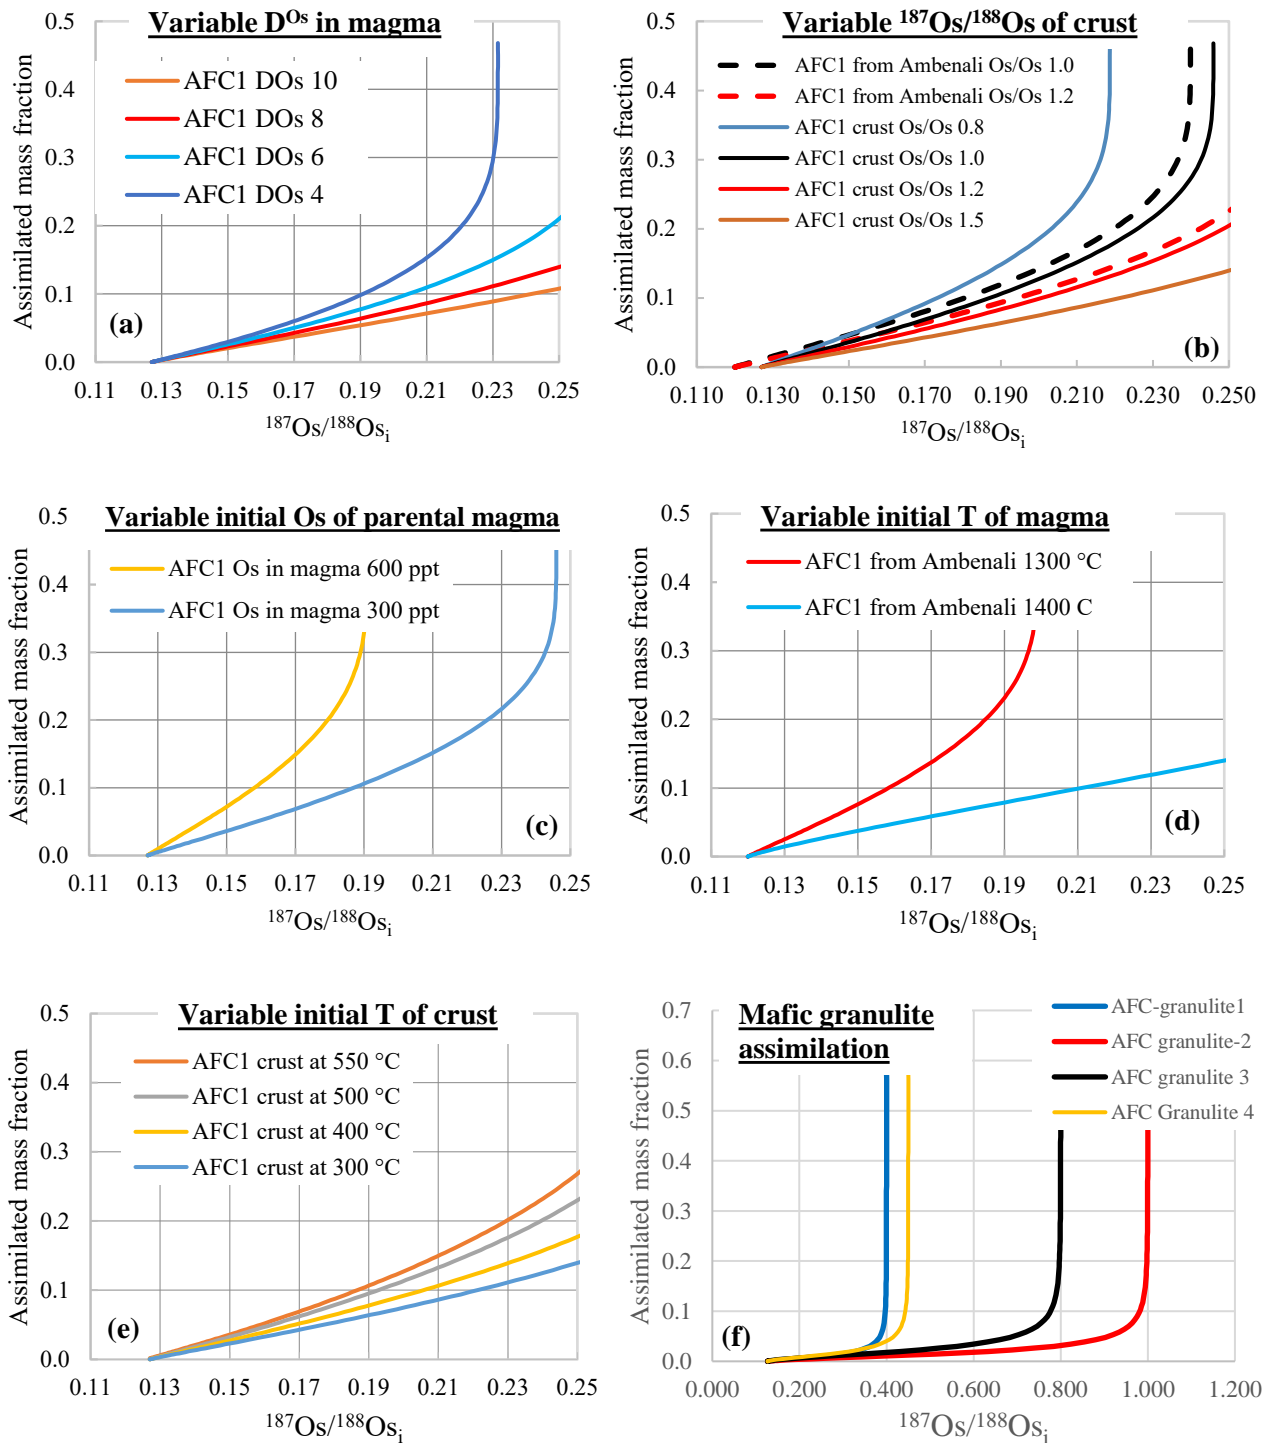 Variable D^Os in magma
AFC1 DOs 10
AFC1 DOs 8
AFC1 DOs 6
AFC1 DOs 4
Assimilated mass fraction
0.5
0.4
0.3
0.2
0.1
0.0
(a)
0.11 0.13 0.15 0.17 0.19 0.21 0.23 0.25
187Os/188Osi
Variable 187Os/188Os of crust
AFC1 from Ambenali Os/Os 1.0
AFC1 from Ambenali Os/Os 1.2
AFC1 crust Os/Os 0.8
AFC1 crust Os/Os 1.0
AFC1 crust Os/Os 1.2
AFC1 crust Os/Os 1.5
Assimilated mass fraction
0.5
0.4
0.3
0.2
0.1
0.0
(b)
0.110 0.130 0.150 0.170 0.190 0.210 0.230 0.250
187Os/188Osi
Variable initial Os of parental magma
AFC1 Os in magma 600 ppt
AFC1 Os in magma 300 ppt
Assimilated mass fraction
0.5
0.4
0.3
0.2
0.1
0.0
(c)
0.11 0.13 0.15 0.17 0.19 0.21 0.23 0.25
187Os/188Osi
Variable initial T of magma
AFC1 from Ambenali 1300 °C
AFC1 from Ambenali 1400 C
Assimilated mass fraction
0.5
0.4
0.3
0.2
0.1
0.0
(d)
0.11 0.13 0.15 0.17 0.19 0.21 0.23 0.25
187Os/188Osi
Variable initial T of crust
AFC1 crust at 550 °C
AFC1 crust at 500 °C
AFC1 crust at 400 °C
AFC1 crust at 300 °C
Assimilated mass fraction
0.5
0.4
0.3
0.2
0.1
0.0
(e)
0.11 0.13 0.15 0.17 0.19 0.21 0.23 0.25
187Os/188Osi
Mafic granulite
assimilation
AFC-granulite1
AFC granulite-2
AFC granulite 3
AFC Granulite 4
Assimilated mass fraction
0.7
0.6
0.5
0.4
0.3
0.2
0.1
0.0
(f)
0.000 0.200 0.400 0.600 0.800 1.000 1.200
187Os/188Osi